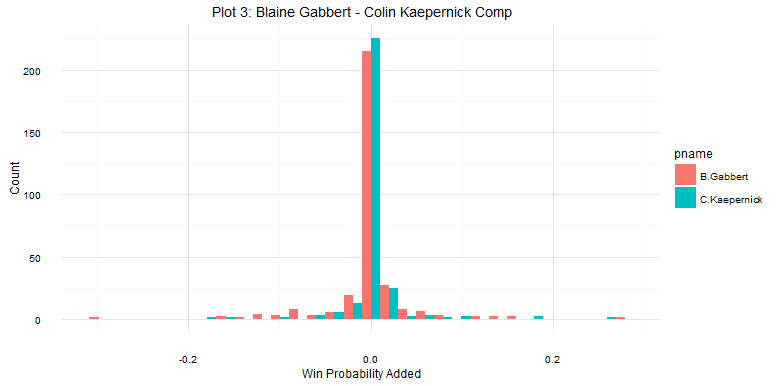 Plot 3: Blaine Gabbert - Colin Kaepernick Comp
200
150
100
50
0
Count
-0.2 0.0 0.2
Win Probability Added
pname
B.Gabbert
C.Kaepernick